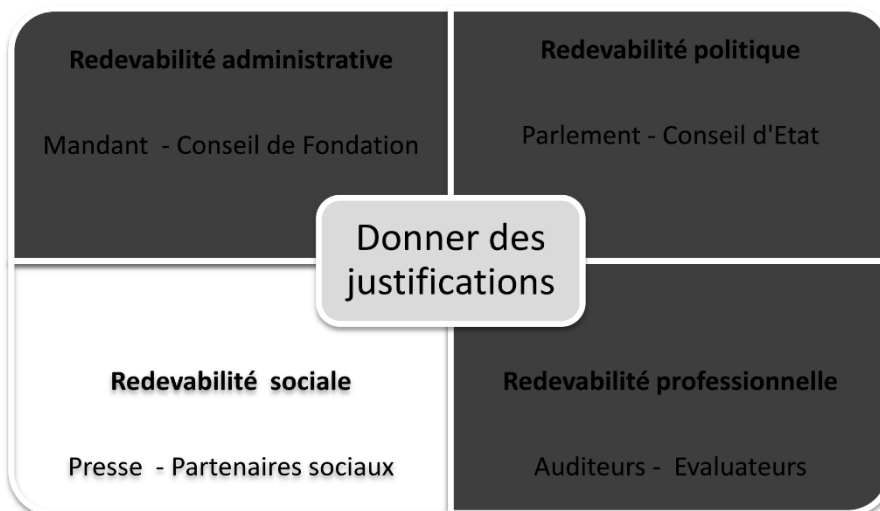 Redevabilité administrative
Mandant - Conseil de Fondation
Redevabilité politique
Parlement - Conseil d'Etat
Donner des
justifications
Redevabilité sociale
Presse - Partenaires sociaux
Redevabilité professionnelle
Auditeurs - Evaluateurs